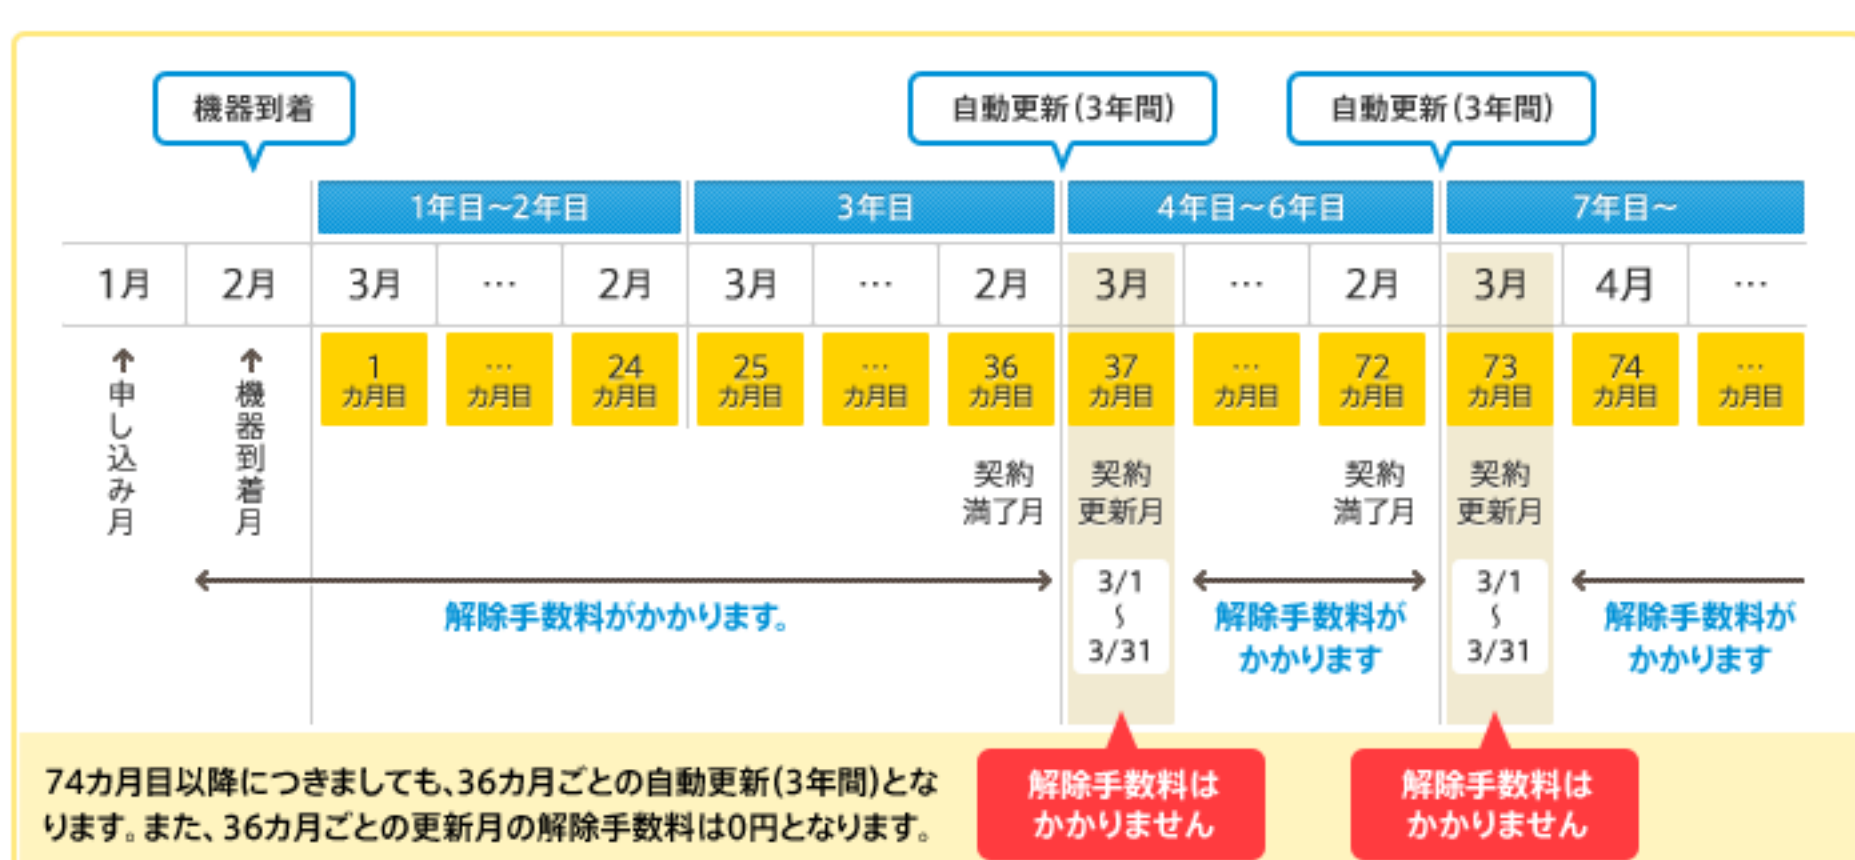 機器到着
自動更新(3年間)
自動更新(3年間)
1年目～2年目
3年目
4年目～6年目
7年目～
1月
2月
3月
…
2月
3月
…
2月
3月
…
2月
3月
4月
…
↑申し込み月
↑機器到着月
1
カ月目
…
カ月目
24
カ月目
25
カ月目
…
カ月目
36
カ月目
37
カ月目
…
カ月目
72
カ月目
73
カ月目
74
カ月目
…
カ月目
契約
満了月
契約
更新月
契約
満了月
契約
更新月
解除手数料がかかります。
3/1
～
3/31
解除手数料が
かかります
3/1
～
3/31
解除手数料が
かかります
74カ月目以降につきましても、36カ月ごとの自動更新(3年間)とな
ります。また、36カ月ごとの更新月の解除手数料は0円となります。
解除手数料は
かかりません
解除手数料は
かかりません